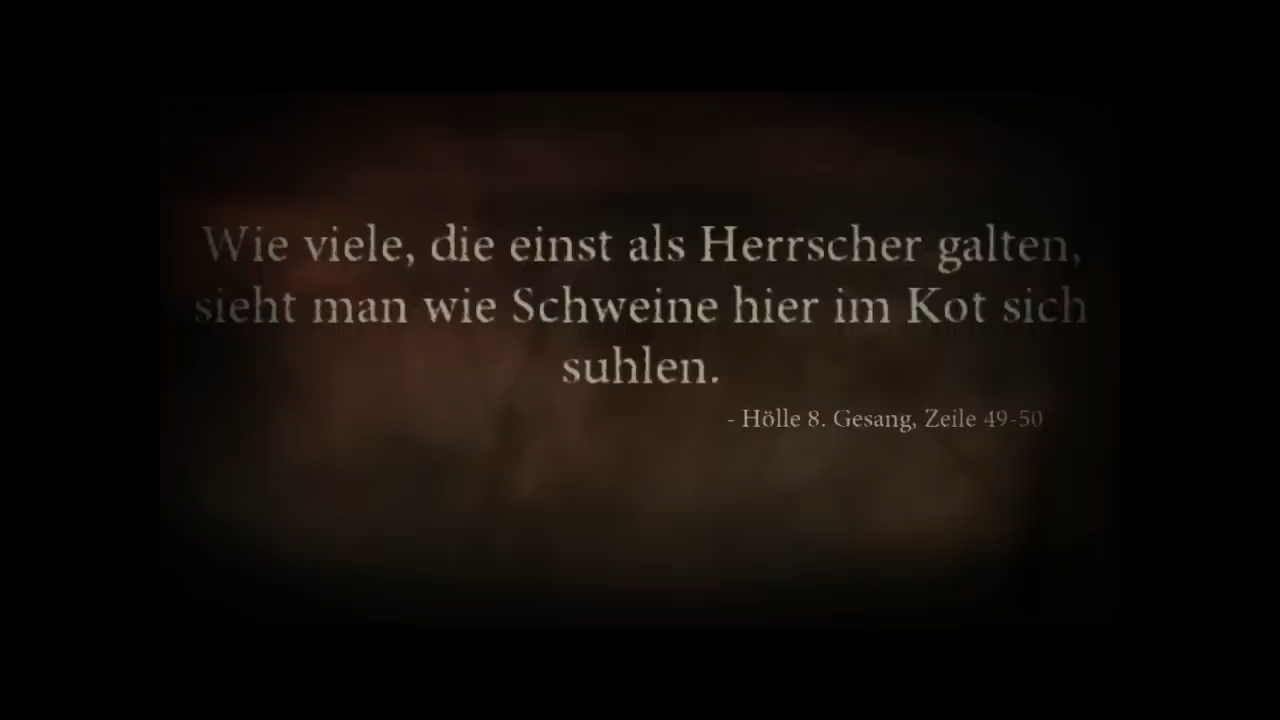 Wie viele, die einst als Herrscher galten,
sieht man wie Schweine hier im Kot sich
suhlen.
- Hölle 8. Gesang, Zeile 49-50